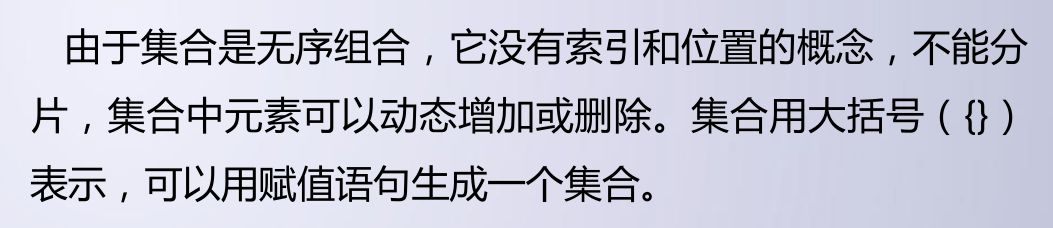 由于集合是无序组合，它没有索引和位置的概念，不能分
片，集合中元素可以动态增加或删除。集合用大括号（{}）
表示，可以用赋值语句生成一个集合。